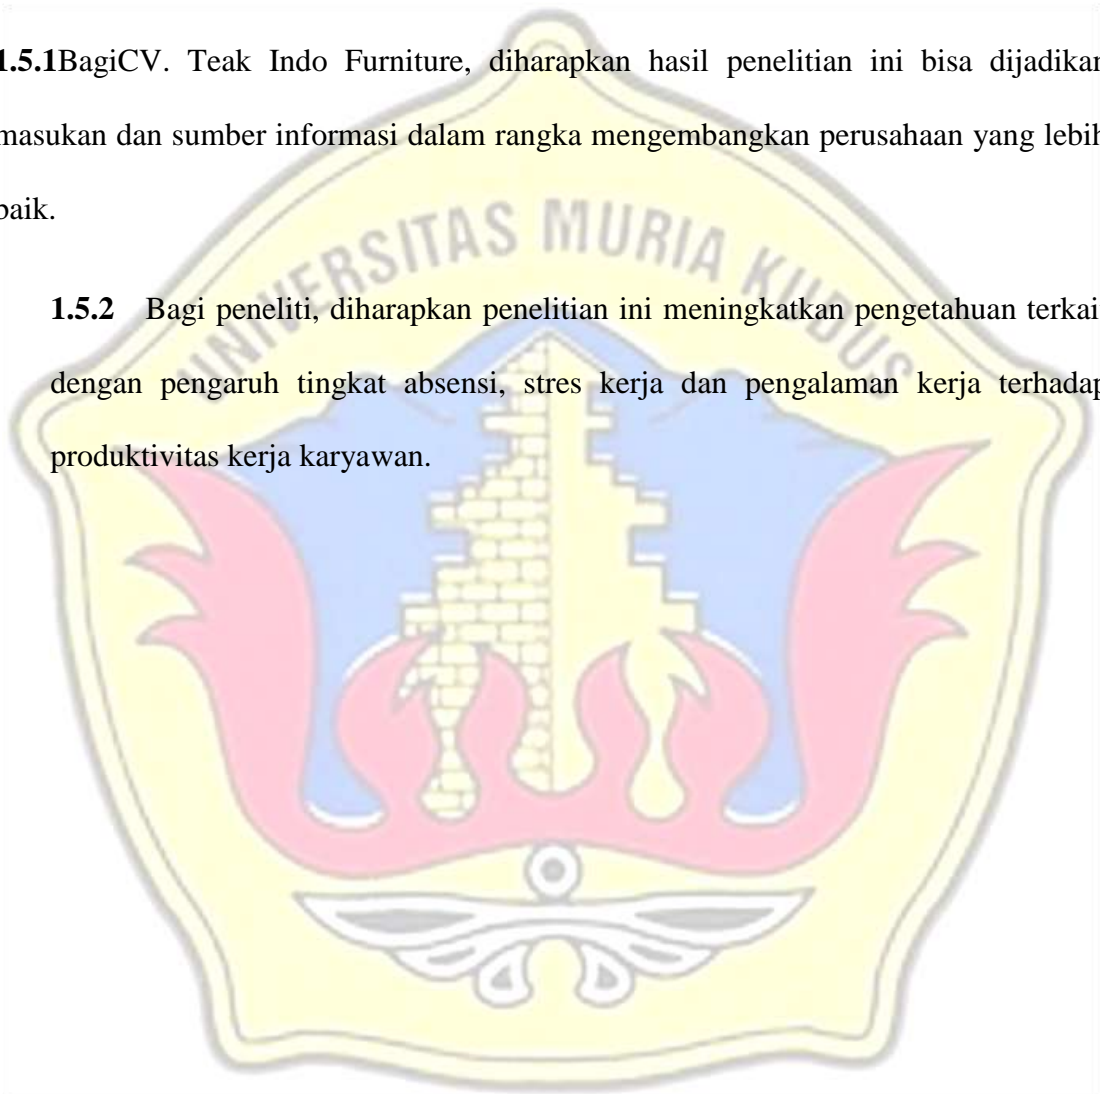 1.5.1BagiCV. Teak Indo Furniture, diharapkan hasil penelitian ini bisa dijadikan
masukan dan sumber informasi dalam rangka mengembangkan perusahaan yang lebih
baik.
UNIVERSITAS MURIA KUDUS
1.5.2 Bagi peneliti, diharapkan penelitian ini meningkatkan pengetahuan terkai
dengan pengaruh tingkat absensi, stres kerja dan pengalaman kerja terhadap
produktivitas kerja karyawan.